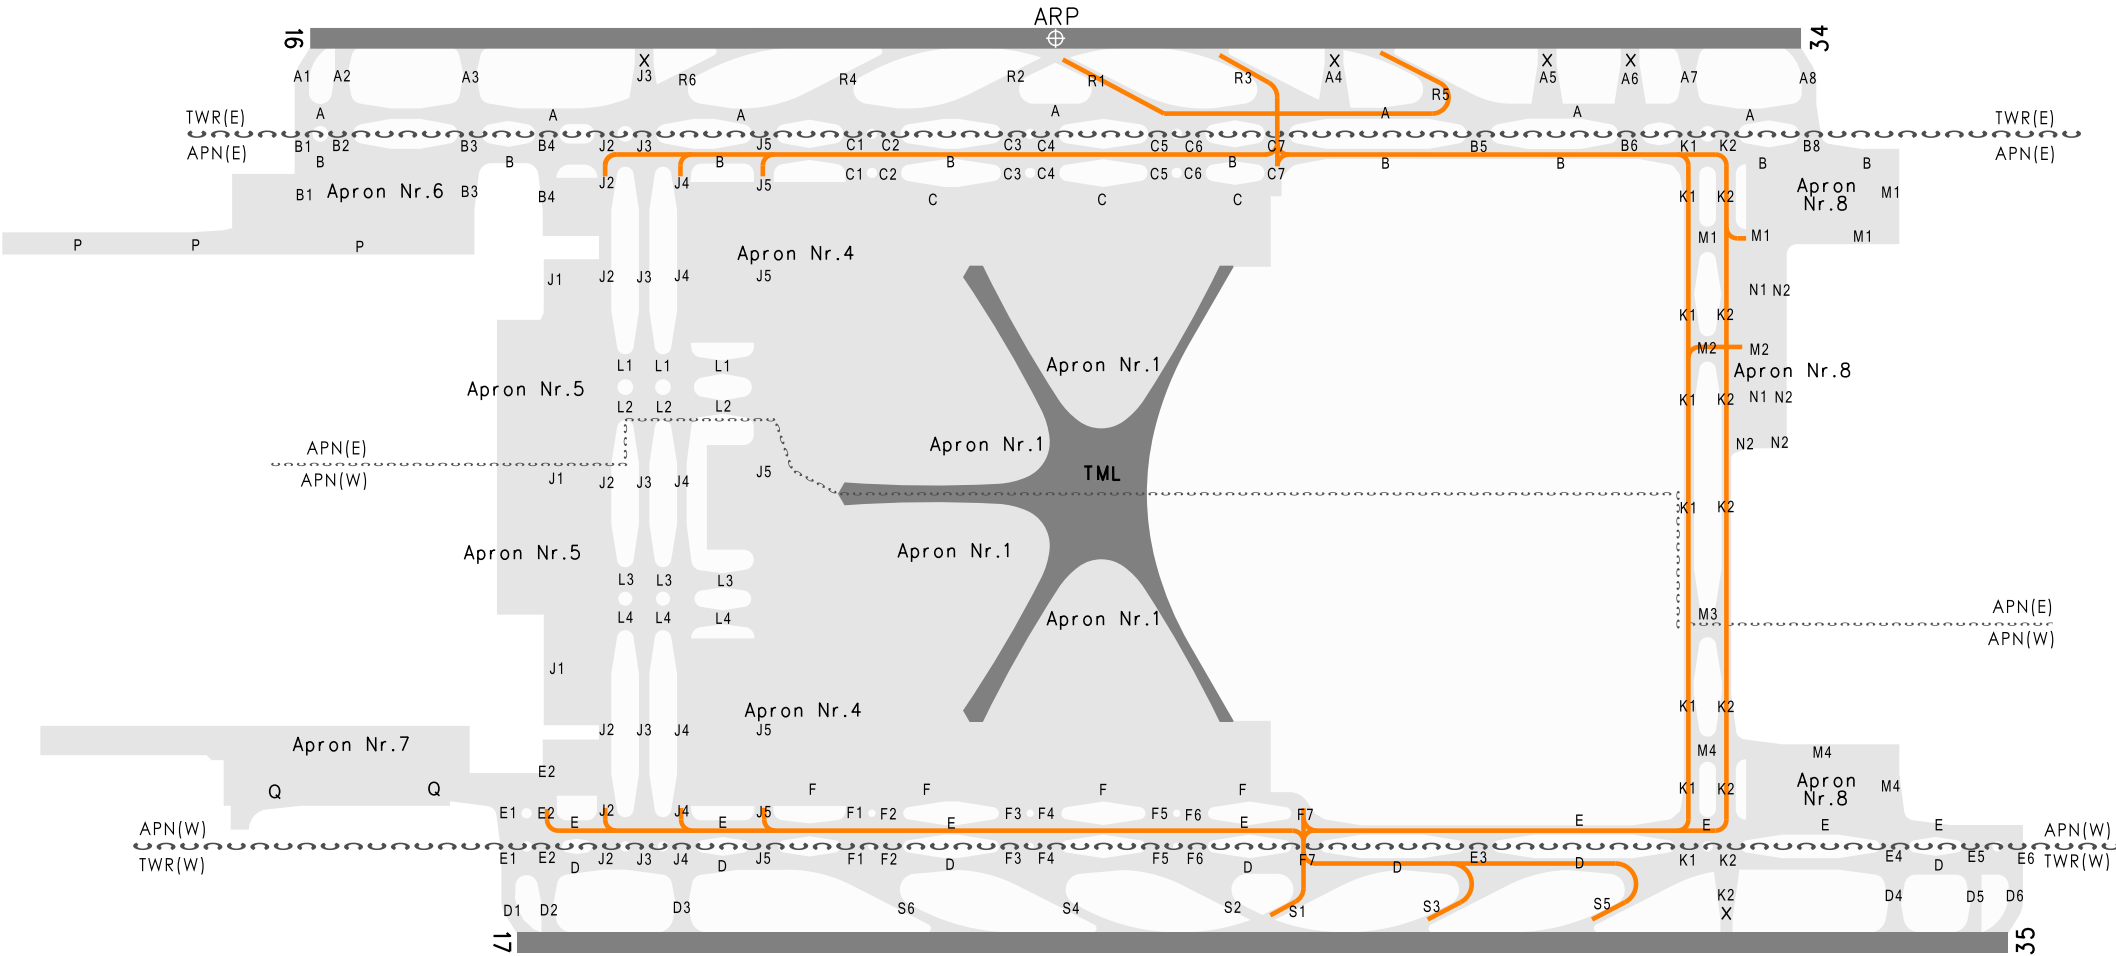 ARP
16
34
X
X
X
X
A1 A2 A3 J3 R6 R4 R2 R1 R3 A4 R5 A5 A6 A7 A8
TWR(E) A A A A A A A TWR(E)
APN(E) B1 B2 B3 B4 J2 J3 J5 C1 C2 C3 C4 C5 C6 C7 B5 B6 K1 K2 B8 APN(E)
B B B B B B B B B
B1 Apron Nr.6 B3 B4 J2 J4 J5 C1 C2 C3 C4 C5 C6 C7 K1 K2 Apron M1
Nr.8
C C C
P P P M1 M1 M1
Apron Nr.4
J1 J2 J3 J4 J5 N1 N2
K1 K2
M2 M2
L1 L1 L1 Apron Nr.1 Apron Nr.8
Apron Nr.5
L2 L2 L2 K1 K2 N1 N2
APN(E) Apron Nr.1 N2 N2
APN(W) J1 J2 J3 J4 J5 TML
K1 K2
Apron Nr.5 Apron Nr.1
L3 L3 L3
L4 L4 L4 Apron Nr.1 M3 APN(E)
APN(W)
J1
Apron Nr.4 K1 K2
J2 J3 J4 J5
Apron Nr.7 M4 M4
E2
Q Q F F F F K1 K2 Apron M4
Nr.8
E1 E2 J2 J4 J5 F1 F2 F3 F4 F5 F6 F7
APN(W) E E E E E E E E APN(W)
TWR(W) E1 E2 J2 J3 J4 J5 F1 F2 F3 F4 F5 F6 F7 E3 K1 K2 E4 E5 E6 TWR(W)
D D D D D D D
D1 D2 D3 S6 S4 S2 S1 S3 S5 K2 D4 D5 D6
X
17
35